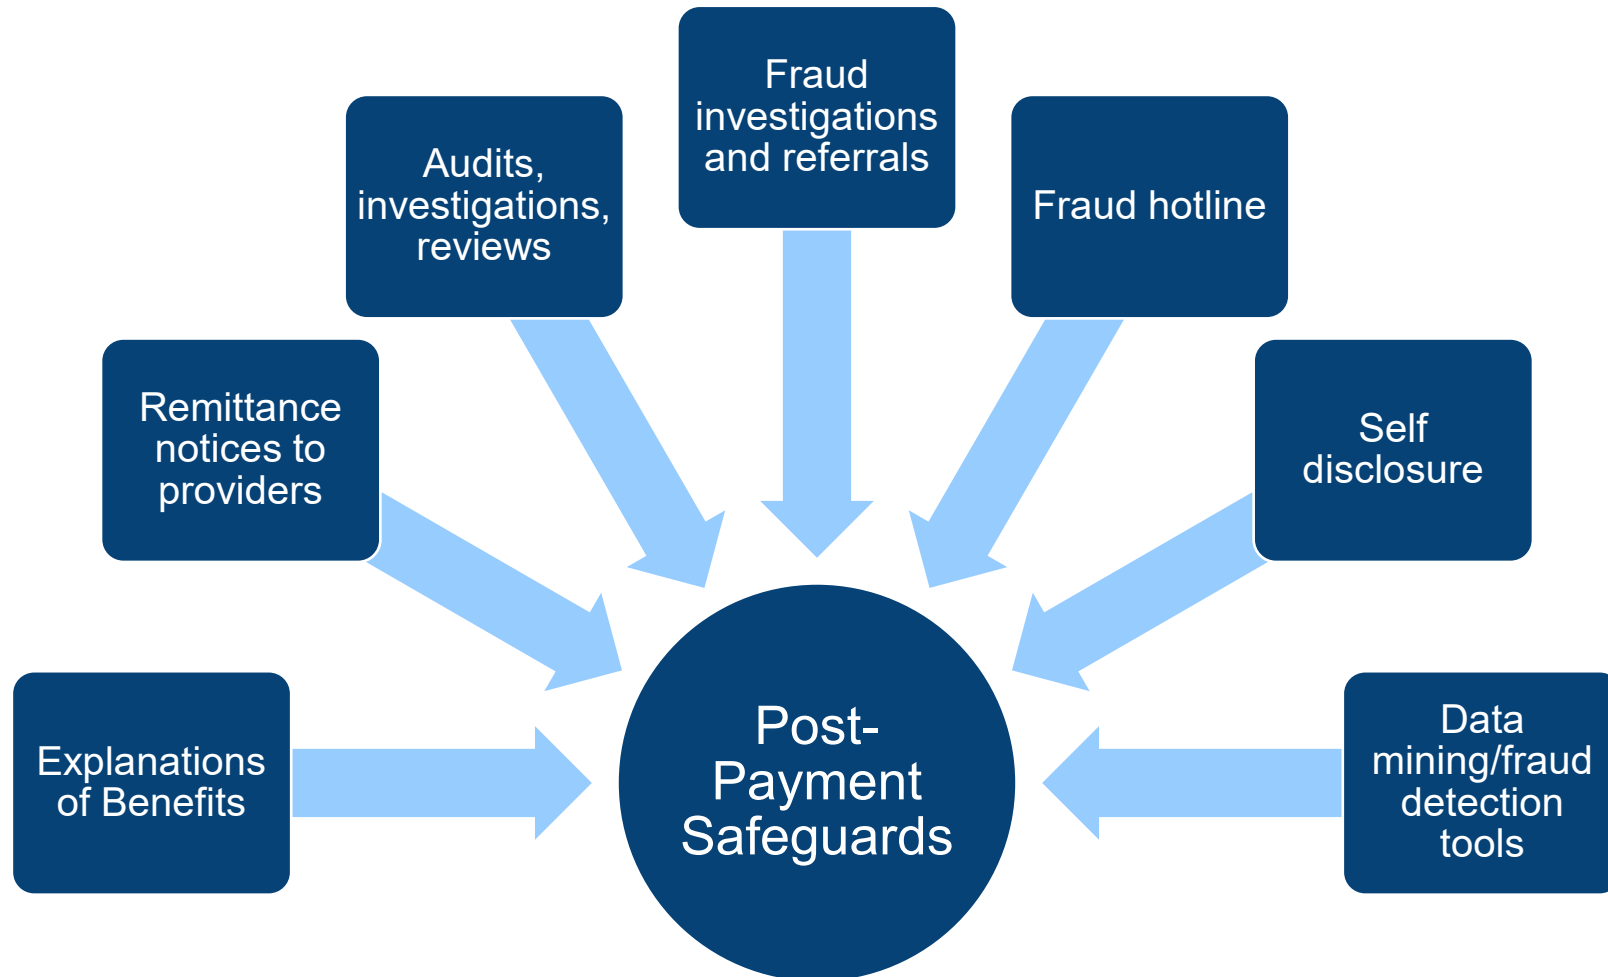 Fraud
investigations
and referrals
Audits,
investigations,
reviews
Fraud hotline
Remittance
notices to
providers
Self
disclosure
Explanations
of Benefits
Post-
Payment
Safeguards
Data
mining/fraud
detection
tools